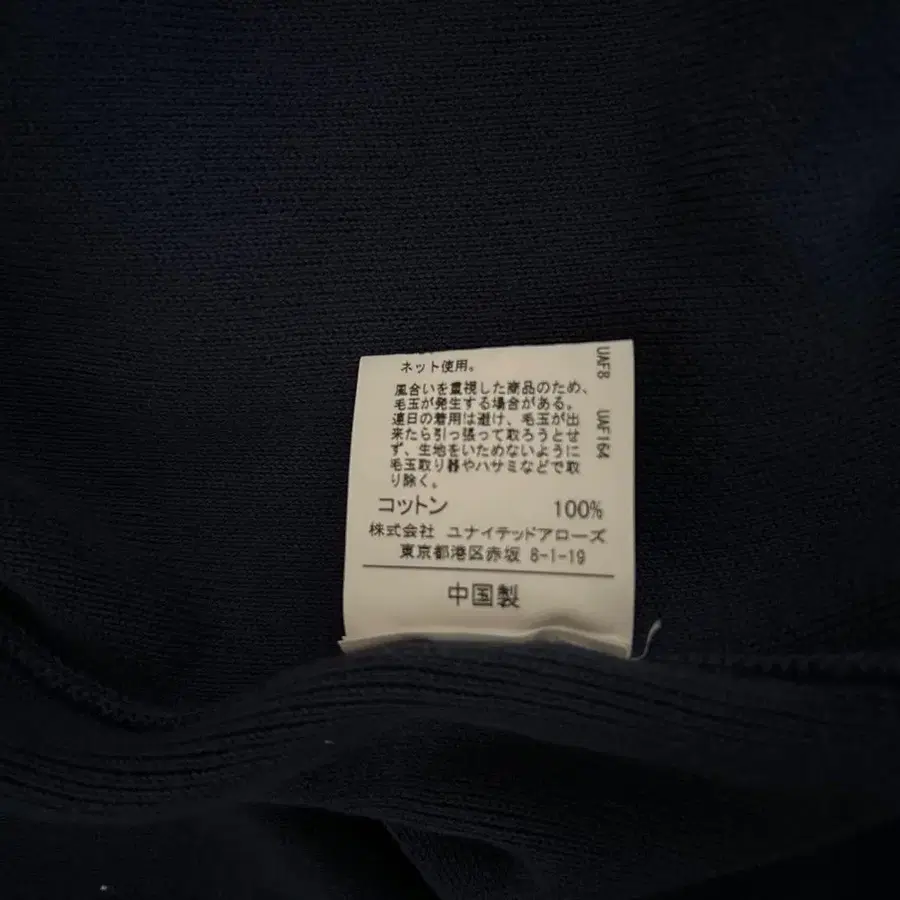 ネット使用。
風合いを重視した商品のため、
毛玉が発生する場合がある。
連日の着用は避け、毛玉が出
来たら引っ張って取ろうとせ
ず、生地をいためないように
毛玉取り器やハサミなどで取
り除く。
コットン 100%
株式会社 ユナイテッドアローズ
東京都港区赤坂 8-1-19
中国製
UAF8 UAF164